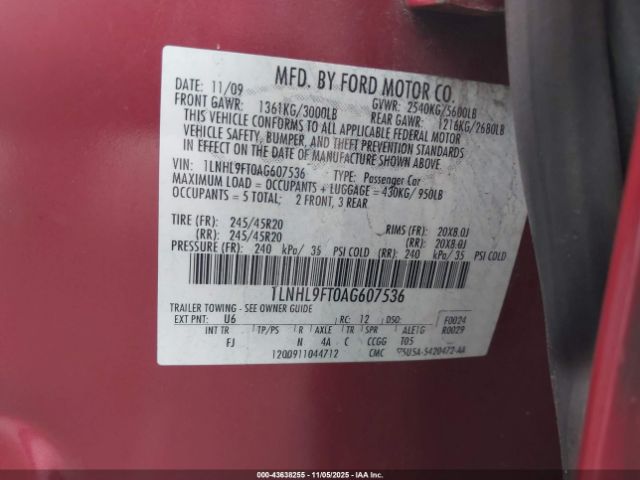 MFD. BY FORD MOTOR CO.
DATE: 11/09 GVWR: 2540KG/5600LB
FRONT GAWR: 1361KG/3000LB REAR GAWR: 1216KG/2680LB
THIS VEHICLE CONFORMS TO ALL APPLICABLE FEDERAL MOTOR
VEHICLE SAFETY, BUMPER, AND THEFT PREVENTION STANDARDS
IN EFFECT ON THE DATE OF MANUFACTURE SHOWN ABOVE.
VIN: 1LNHL9FT0AG607536 TYPE: Passenger Car
MAXIMUM LOAD = OCCUPANTS + LUGGAGE = 430KG/ 950LB
OCCUPANTS = 5 TOTAL: 2 FRONT, 3 REAR
TIRE (FR): 245/45R20 RIMS (FR): 20X8.0J
(RR): 245/45R20 (RR): 20X8.0J
PRESSURE (FR): 240 kPa/ 35 PSI COLD (RR): 240 kPa/ 35 PSI COLD
1LNHL9FT0AG607536
TRAILER TOWING - SEE OWNER GUIDE
EXT PNT: U6 RC: 12 DSO: F0024
INT TR TP/PS R AXLE TR SPR R0029
FJ N 4A C CCGG T05
120091104 4712 CMC
000-43638255 - 11/05/2025 - IAA Inc.